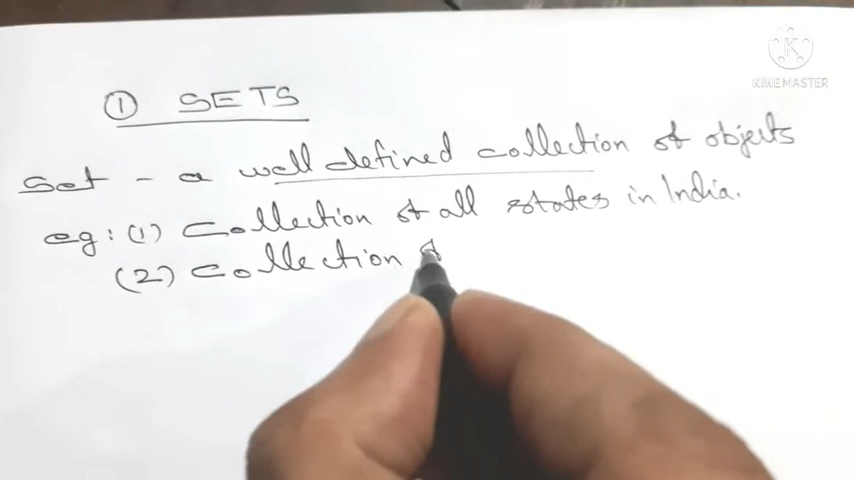 KINEMASTER
① SETS
Set - a well defined collection of objects
eg: (1) Collection of all states in India.
(2) Collection of